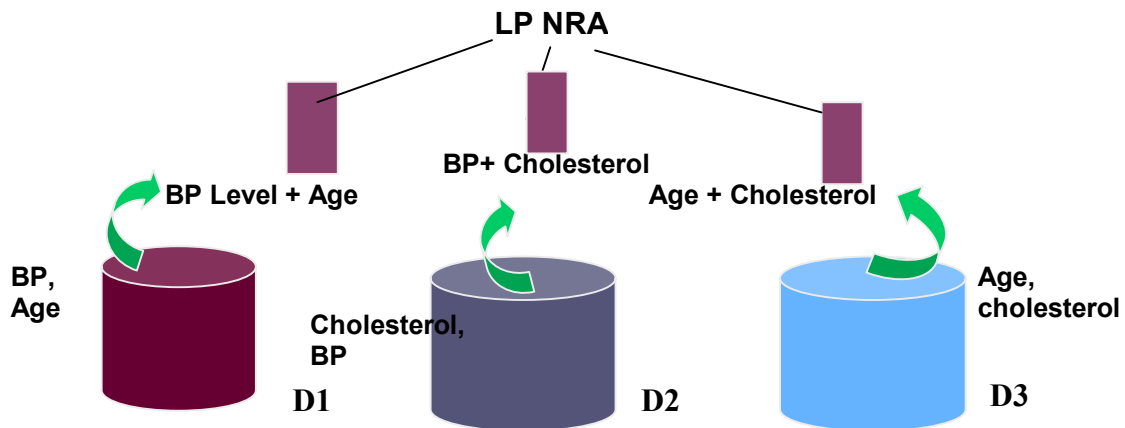 LP NRA
BP+ Cholesterol
BP Level + Age
Age + Cholesterol
BP,
Age
Cholesterol,
BP
Age,
cholesterol
D1
D2
D3